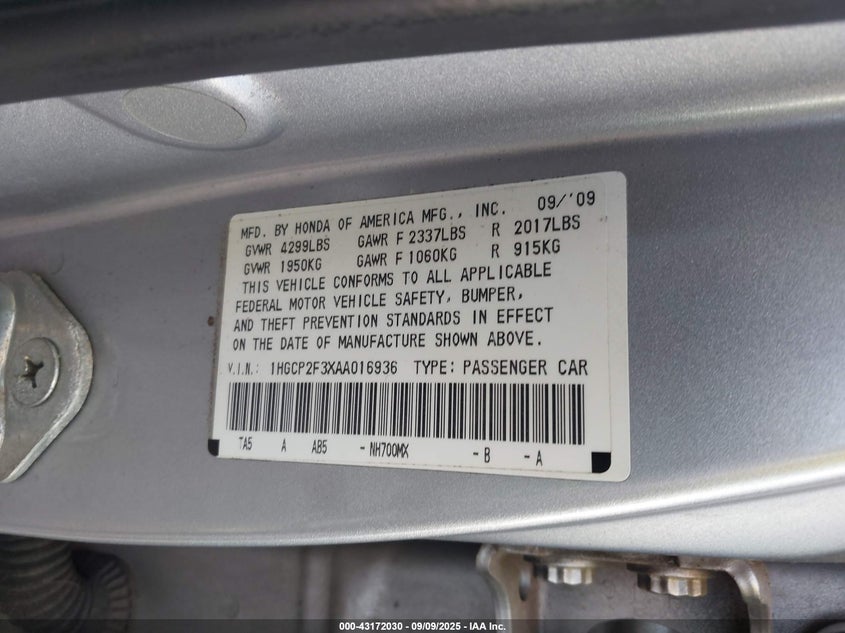 MFD. BY HONDA OF AMERICA MFG., INC. 09/'09
GVWR 4299LBS GAWR F 2337LBS R 2017LBS
GVWR 1950KG GAWR F 1060KG R 915KG
THIS VEHICLE CONFORMS TO ALL APPLICABLE
FEDERAL MOTOR VEHICLE SAFETY, BUMPER,
AND THEFT PREVENTION STANDARDS IN EFFECT
ON THE DATE OF MANUFACTURE SHOWN ABOVE.
V.I.N.: 1HGCP2F3XAA016936 TYPE: PASSENGER CAR
TA5 A AB5 - NH700MX - B - A
000-43172030 - 09/09/2025 - IAA Inc.